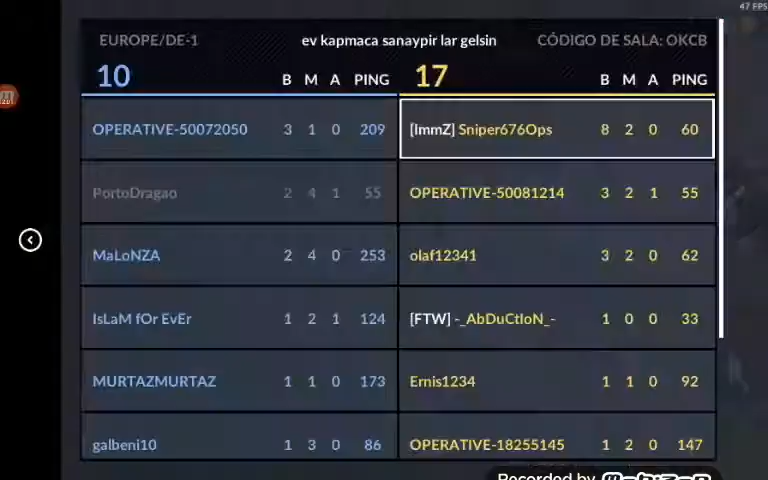 47 FPS
EUROPE/DE-1 ev kapmaca sanaypir lar gelsin CÓDIGO DE SALA: OKCB
10 B M A PING 17 B M A PING
OPERATIVE-50072050 3 1 0 209 [ImmZ] Sniper676Ops 8 2 0 60
PortoDragao 2 4 1 55 OPERATIVE-50081214 3 2 1 55
MaLoNZA 2 4 0 253 olaf12341 3 2 0 62
IsLaM fOr EvEr 1 2 1 124 [FTW] -_AbDuCtIoN_- 1 0 0 33
MURTAZMURTAZ 1 1 0 173 Ernis1234 1 1 0 92
galbeni10 1 3 0 86 OPERATIVE-18255145 1 2 0 147
Recorded by